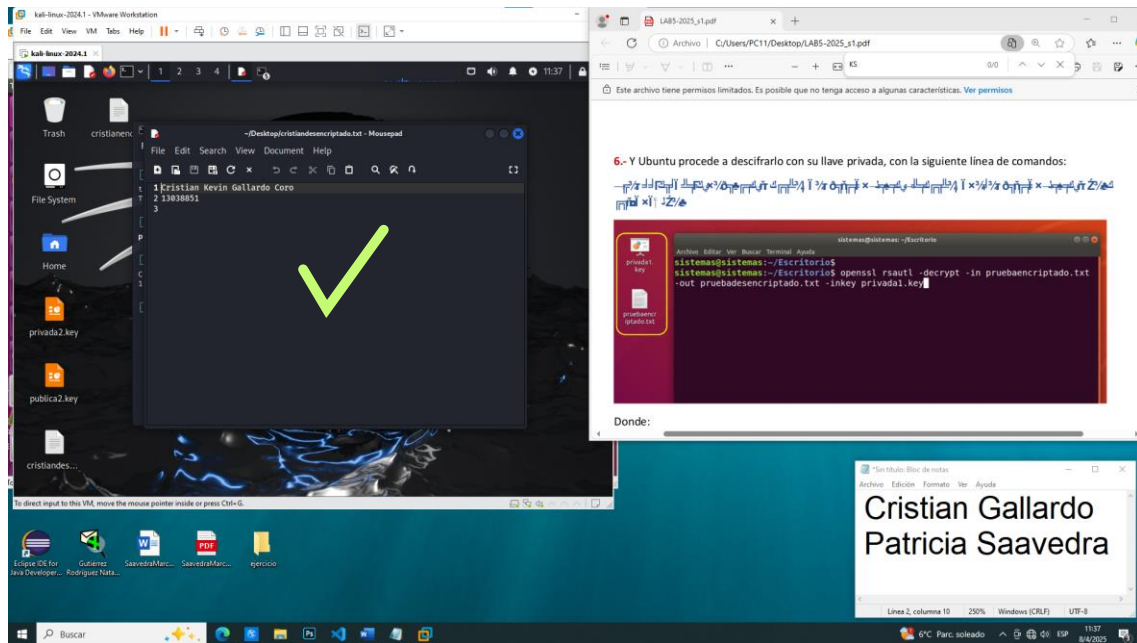 kali-linux-2024.1 - VMware Workstation
File Edit View VM Tabs Help
kali-linux-2024.1
1 2 3 4
11:37
Trash
File System
Home
privada2.key
publica2.key
cristiandes...
~/Desktop/cristiandesencriptado.txt - Mousepad
File Edit Search View Document Help
1 Cristian Kevin Gallardo Coro
2 13038851
3
To direct input to this VM, move the mouse pointer inside or press Ctrl+G.
LAB5-2025_s1.pdf
Archivo C:/Users/PC11/Desktop/LAB5-2025_s1.pdf
KS
0/0
Este archivo tiene permisos limitados. Es posible que no tenga acceso a algunas características. Ver permisos
6.- Y Ubuntu procede a descifrarlo con su llave privada, con la siguiente línea de comandos:
sistemas@sistemas: ~/Escritorio
Archivo Editar Ver Buscar Terminal Ayuda
privada1.
key
pruebaencr
iptado.txt
sistemas@sistemas:~/Escritorio$
sistemas@sistemas:~/Escritorio$ openssl rsautl -decrypt -in pruebaencriptado.txt
-out pruebadesencriptado.txt -inkey privada1.key
Donde:
*Sin título: Bloc de notas
Archivo Edición Formato Ver Ayuda
Cristian Gallardo
Patricia Saavedra
Línea 2, columna 10 250% Windows (CRLF) UTF-8
Eclipse IDE for
Java Developer...
Gutiérrez
Rodríguez Nata...
SaavedraMarc...
SaavedraMarc...
ejercicio
Buscar
6°C Parc. soleado
ESP
11:37
8/4/2025